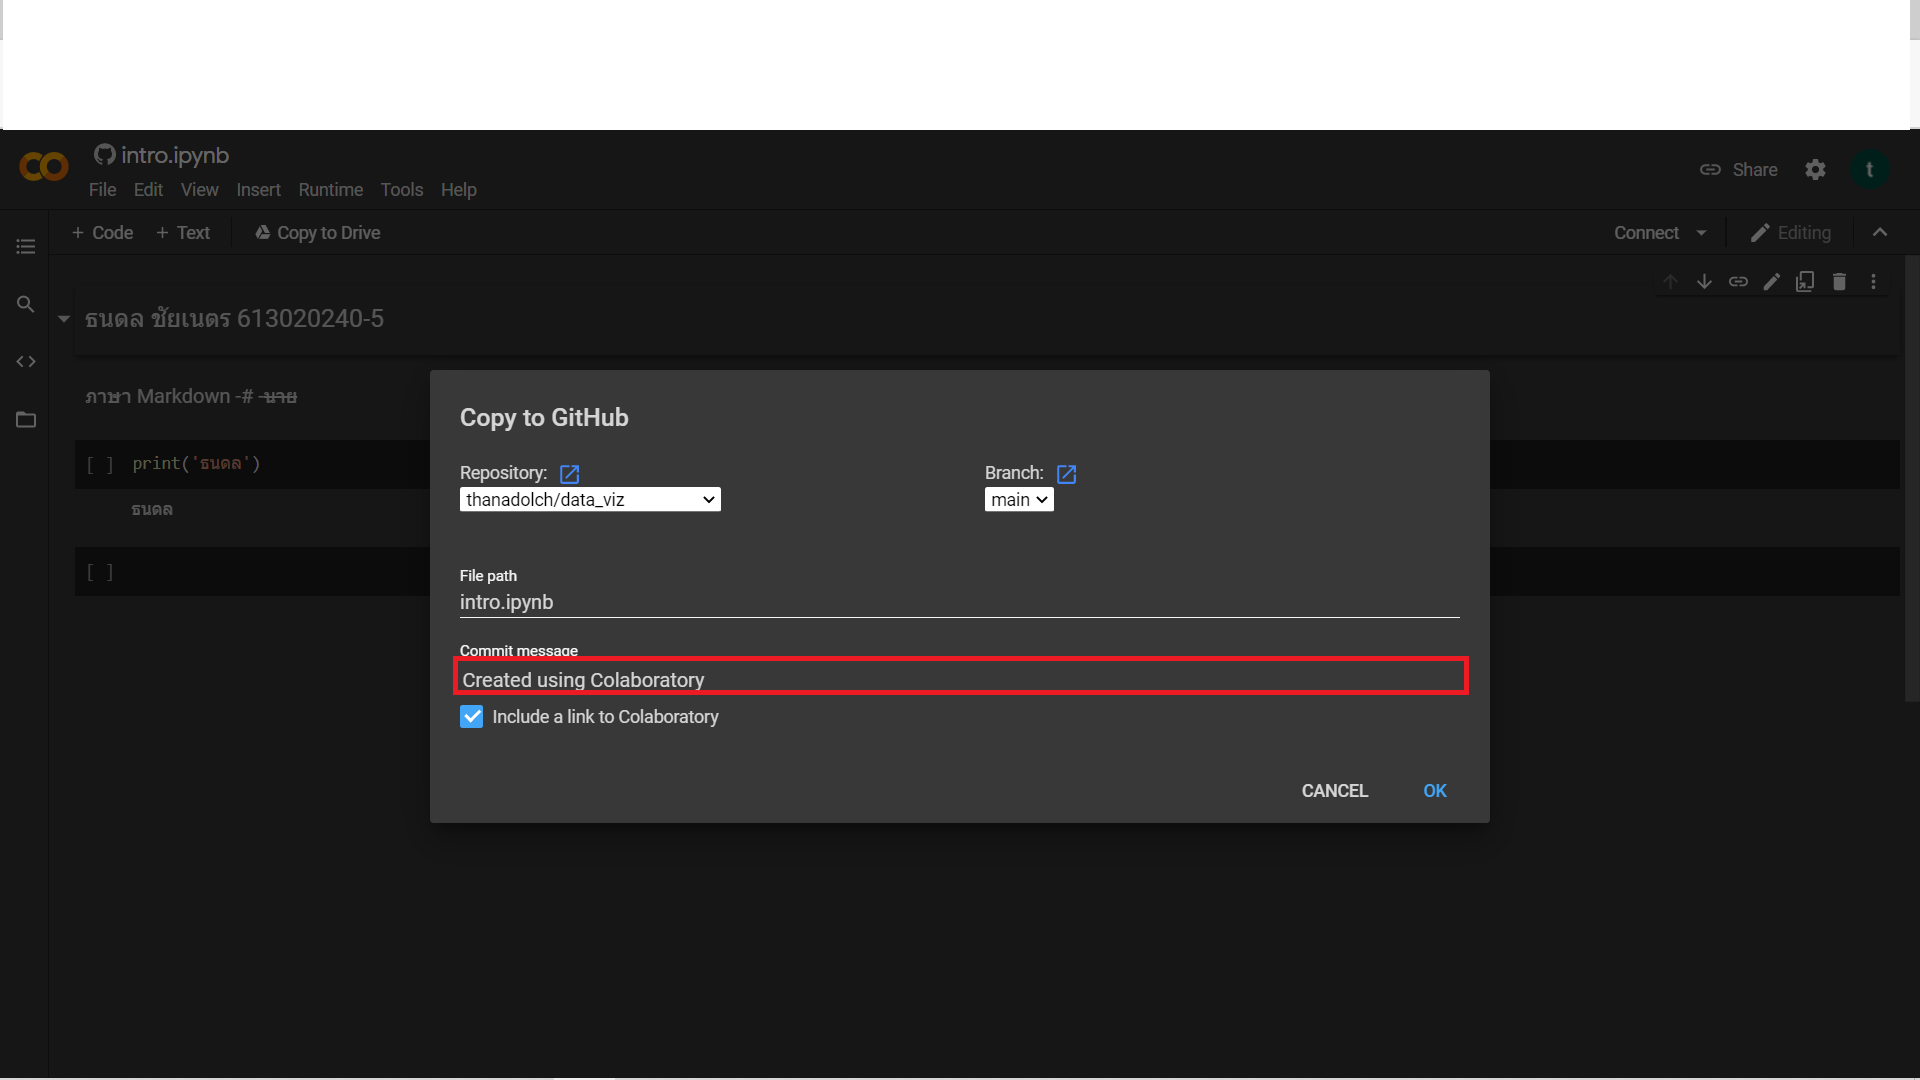 intro.ipynb
File Edit View Insert Runtime Tools Help
Share
t
+ Code + Text Copy to Drive
Connect
Editing
ธนดล ชัยเนตร 613020240-5
ภาษา Markdown -# -นาย
[ ] print('ธนดล')
ธนดล
[ ]
Copy to GitHub
Repository:
Branch:
thanadolch/data_viz
main
File path
intro.ipynb
Commit message
Created using Colaboratory
Include a link to Colaboratory
CANCEL OK